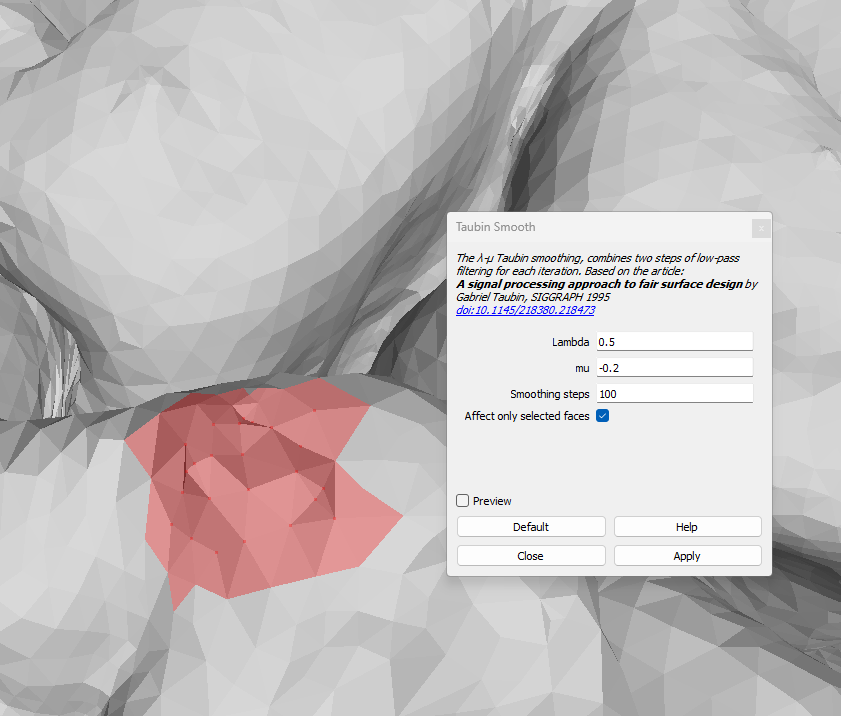 Taubin Smooth
x
The λ-μ Taubin smoothing, combines two steps of low-pass
filtering for each iteration. Based on the article:
A signal processing approach to fair surface design by
Gabriel Taubin, SIGGRAPH 1995
doi:10.1145/218380.218473
Lambda 0.5
mu -0.2
Smoothing steps 100
Affect only selected faces
Preview
Default Help
Close Apply